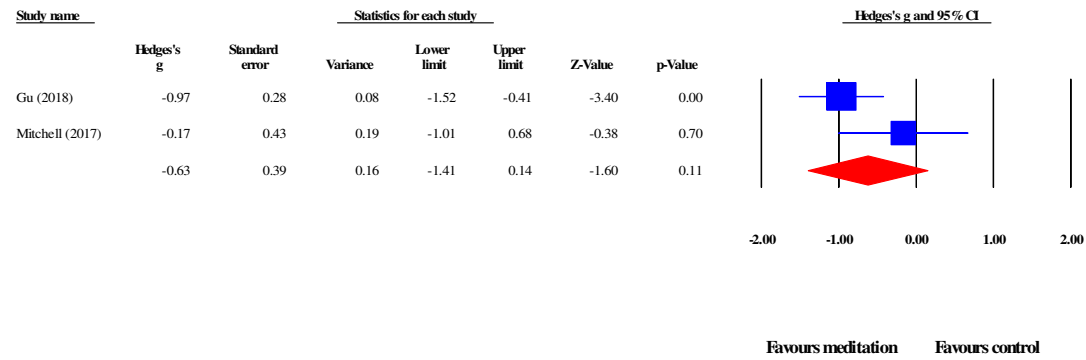 Study name Statistics for each study Hedges's g and 95% CI
Hedges's Standard Lower Upper
g error Variance limit limit Z-Value p-Value
Gu (2018) -0.97 0.28 0.08 -1.52 -0.41 -3.40 0.00
Mitchell (2017) -0.17 0.43 0.19 -1.01 0.68 -0.38 0.70
-0.63 0.39 0.16 -1.41 0.14 -1.60 0.11
-2.00 -1.00 0.00 1.00 2.00
Favours meditation Favours control